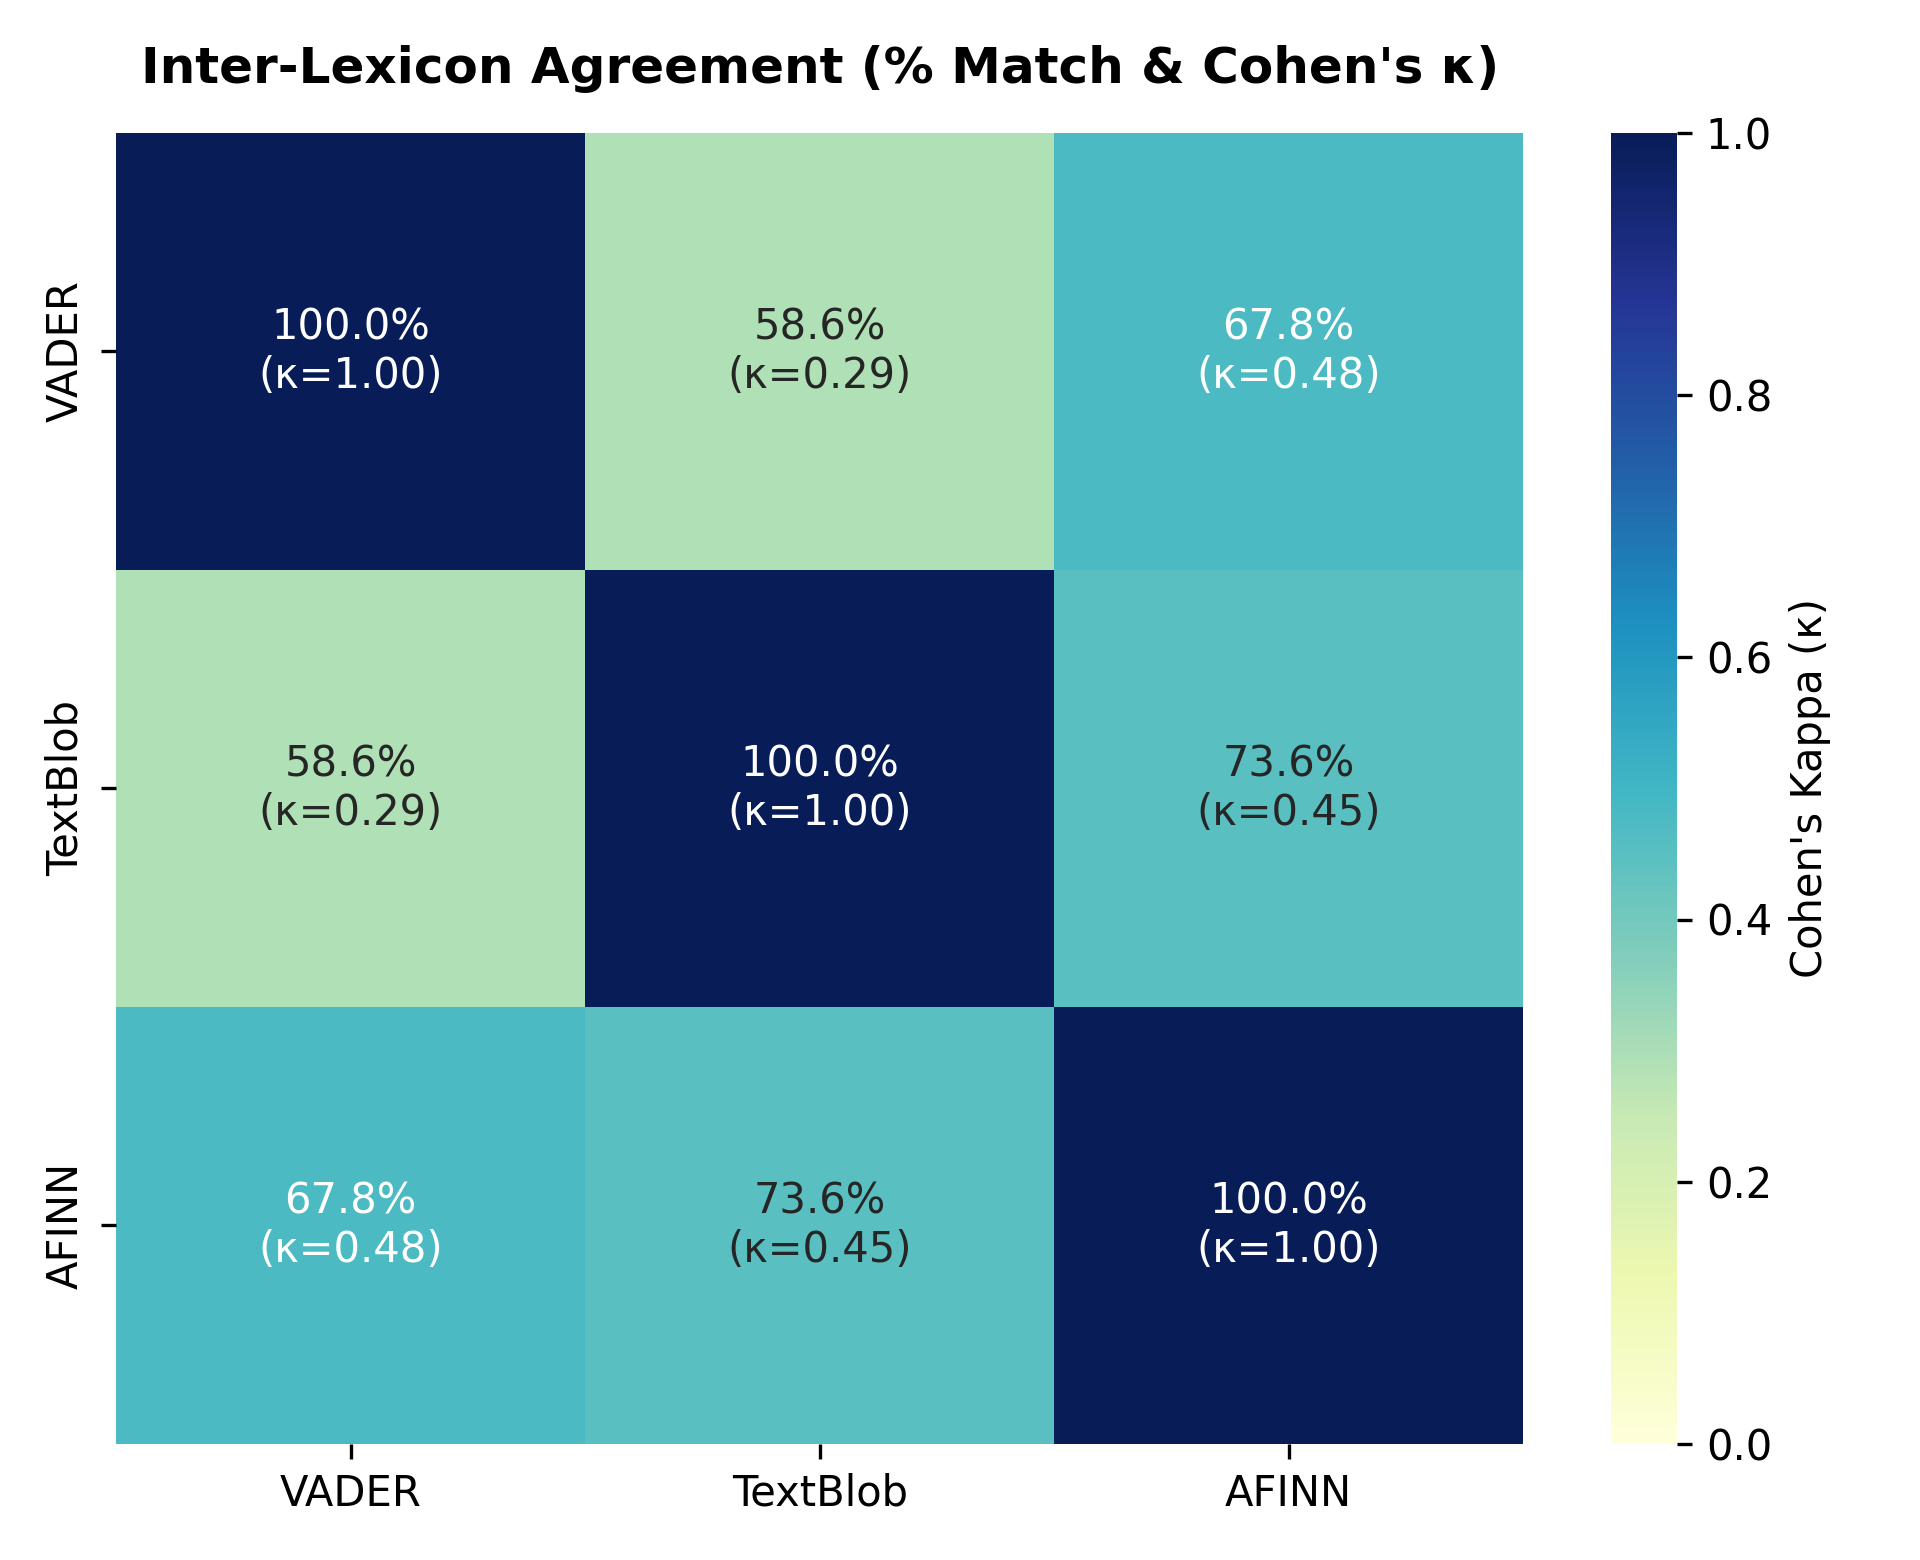 Inter-Lexicon Agreement (% Match & Cohen's κ)
VADER
100.0%
(κ=1.00)
58.6%
(κ=0.29)
67.8%
(κ=0.48)
TextBlob
58.6%
(κ=0.29)
100.0%
(κ=1.00)
73.6%
(κ=0.45)
AFINN
67.8%
(κ=0.48)
73.6%
(κ=0.45)
100.0%
(κ=1.00)
VADER
TextBlob
AFINN
1.0
0.8
0.6
0.4
0.2
0.0
Cohen's Kappa (κ)